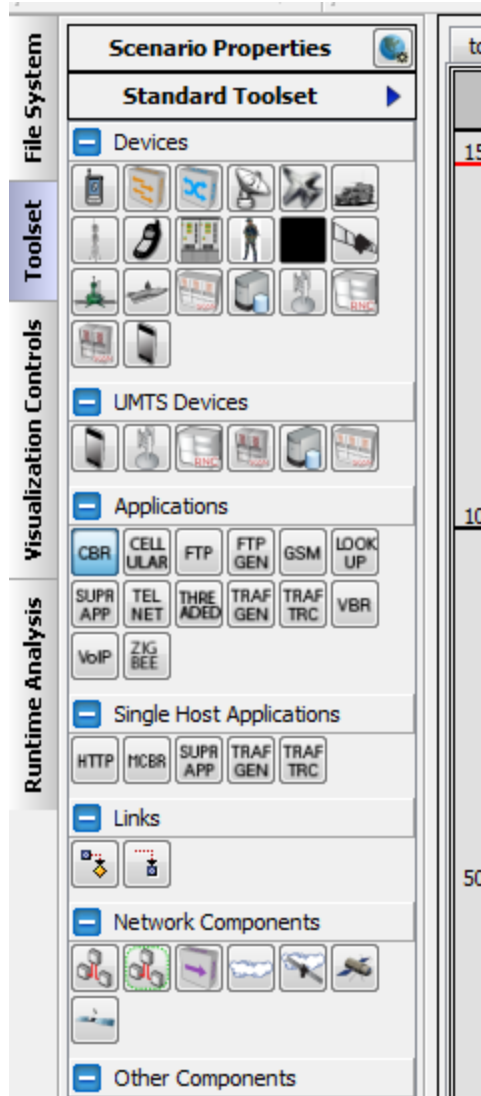 File System
Toolset
Visualization Controls
Runtime Analysis
Scenario Properties
Standard Toolset
Devices
RNC
UMTS Devices
RNC
Applications
CBR
CELL
ULAR
FTP
FTP
GEN
GSM
LOOK
UP
SUPR
APP
TEL
NET
THRE
ADED
TRAF
GEN
TRAF
TRC
VBR
VoIP
ZIG
BEE
Single Host Applications
HTTP
MCBR
SUPR
APP
TRAF
GEN
TRAF
TRC
Links
Network Components
Other Components
to
15
10
50